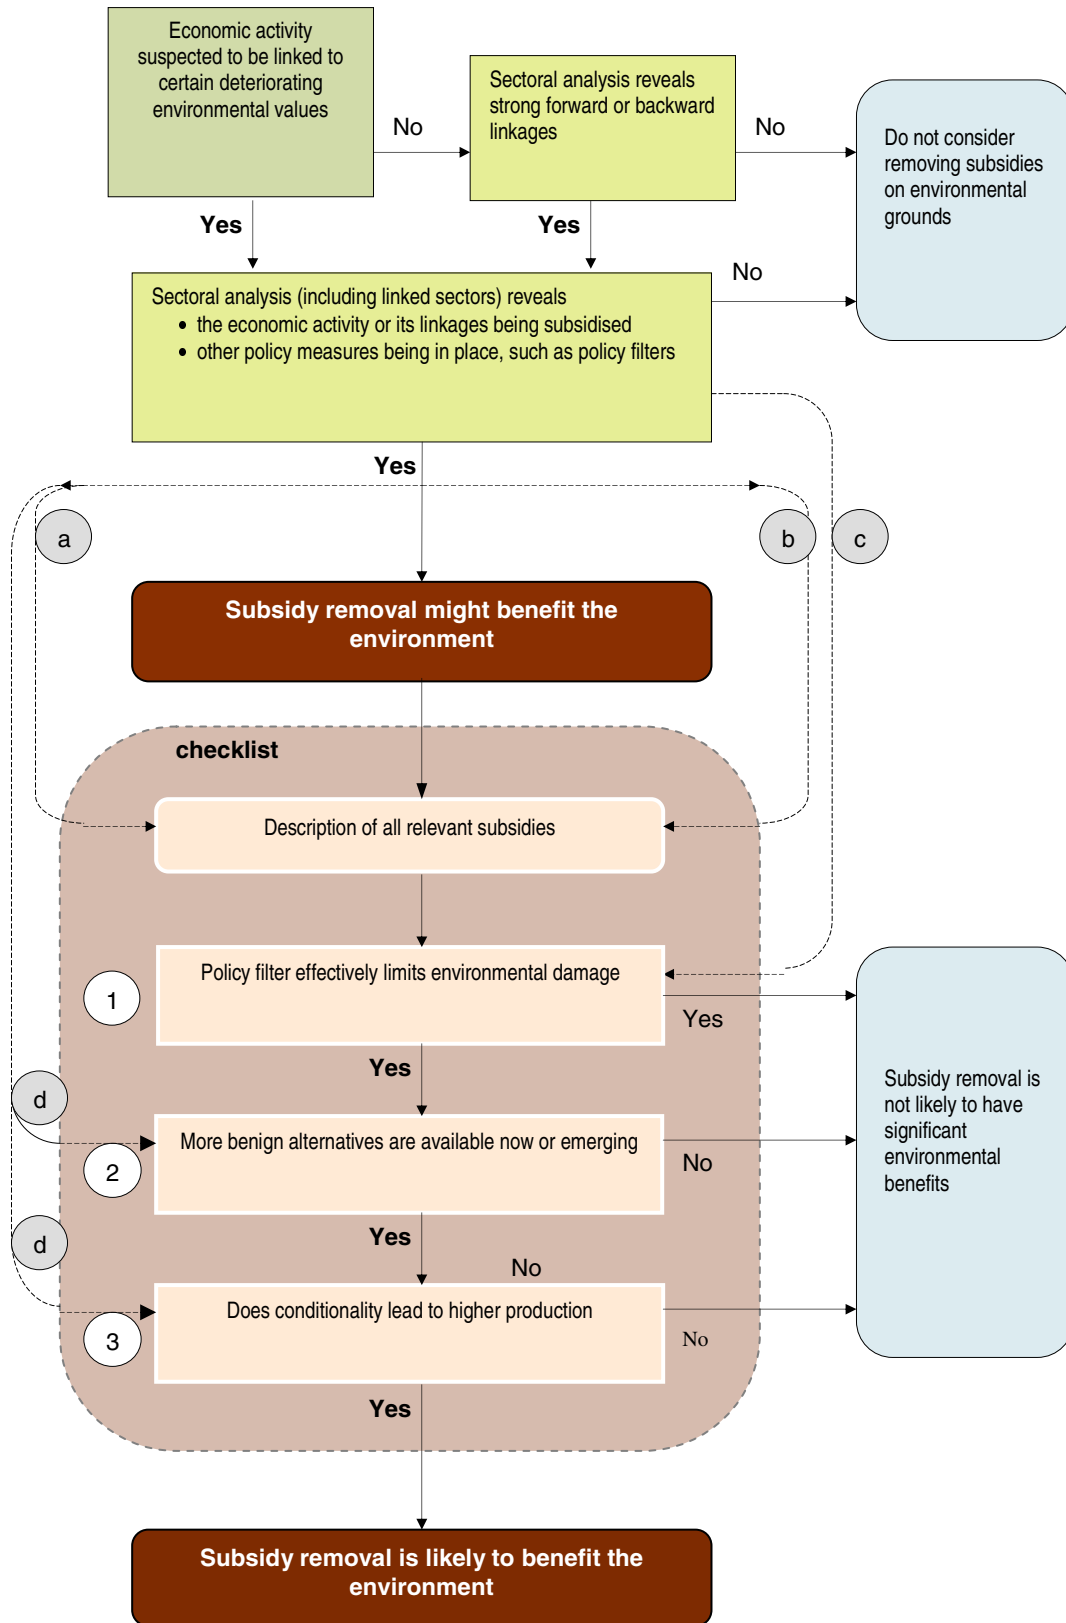 Economic activity
suspected to be linked to
certain deteriorating
environmental values
No
Sectoral analysis reveals
strong forward or backward
linkages
No
Do not consider
removing subsidies
on environmental
grounds
Yes
Yes
No
Sectoral analysis (including linked sectors) reveals
• the economic activity or its linkages being subsidised
• other policy measures being in place, such as policy filters
Yes
a
b
c
Subsidy removal might benefit the
environment
checklist
Description of all relevant subsidies
Policy filter effectively limits environmental damage
1
Yes
Yes
d
More benign alternatives are available now or emerging
2
No
Subsidy removal is
not likely to have
significant
environmental
benefits
Yes
d
No
Does conditionality lead to higher production
3
No
Yes
Subsidy removal is likely to benefit the
environment